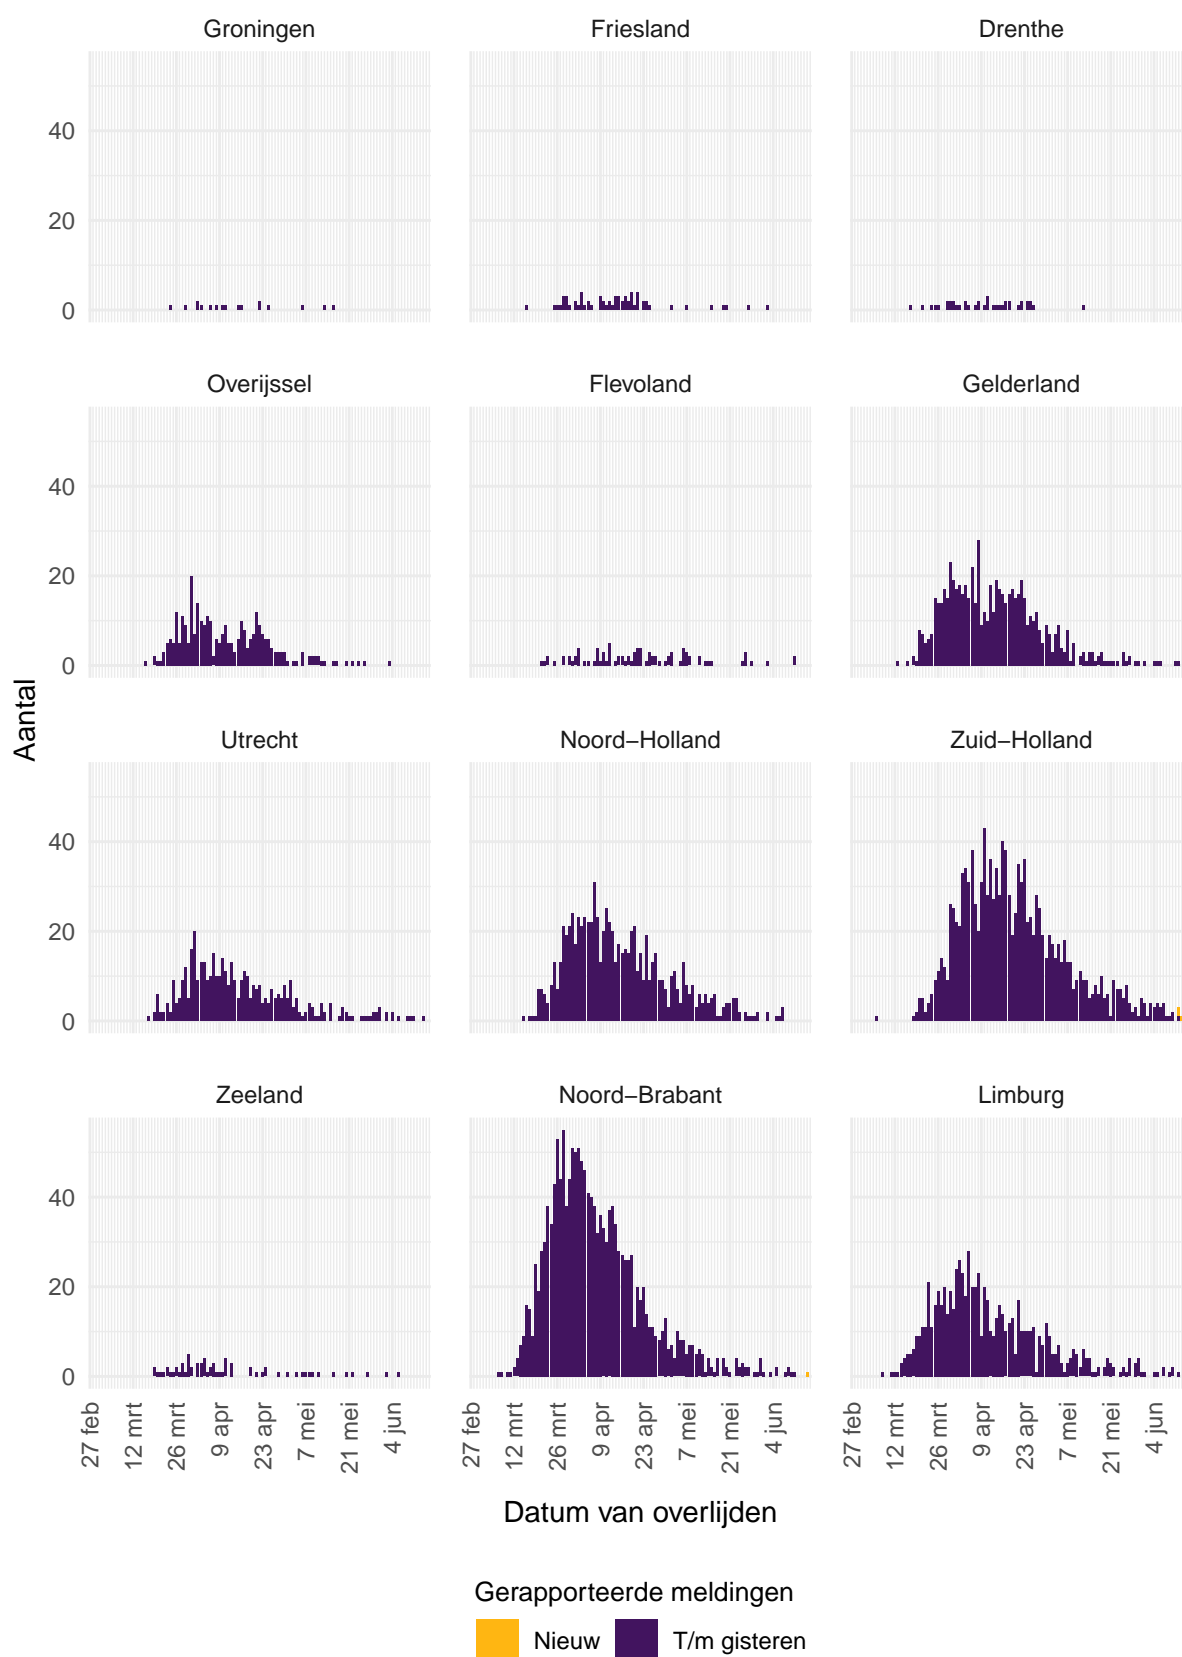 Groningen Friesland Drenthe
40
20
0
Overijssel Flevoland Gelderland
40
20
0
Utrecht Noord−Holland Zuid−Holland
40
20
0
Zeeland Noord−Brabant Limburg
40
20
0
Aantal
27 feb 12 mrt 26 mrt 9 apr 23 apr 7 mei 21 mei 4 jun 27 feb 12 mrt 26 mrt 9 apr 23 apr 7 mei 21 mei 4 jun 27 feb 12 mrt 26 mrt 9 apr 23 apr 7 mei 21 mei 4 jun
Datum van overlijden
Gerapporteerde meldingen
Nieuw T/m gisteren